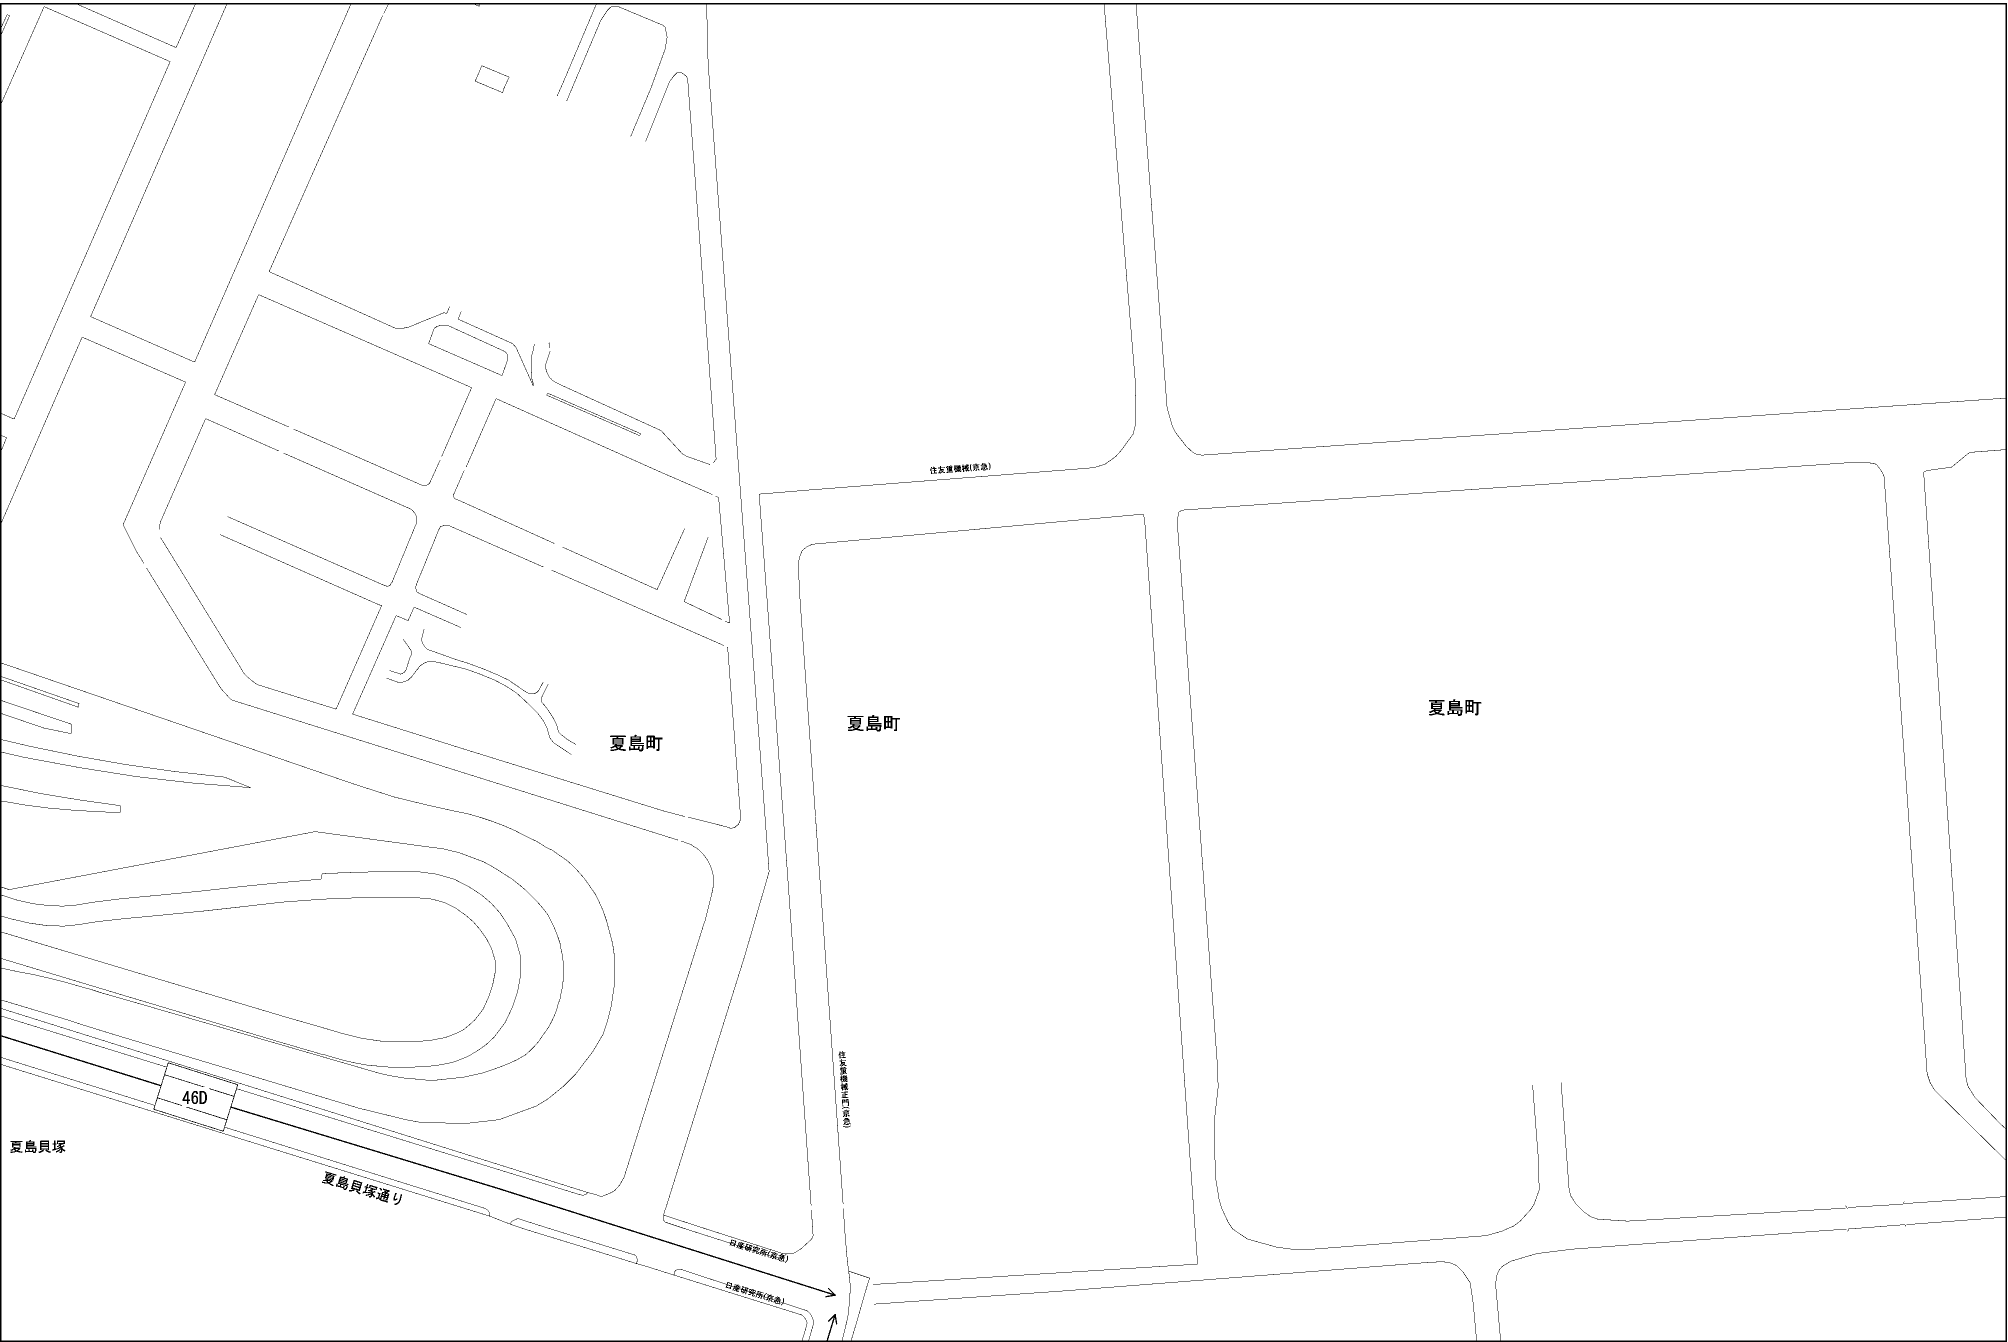 住友重機械(京急)
夏島町
夏島町
夏島町
住友重機械正門(京急)
46D
夏島貝塚
夏島貝塚通り
日産研究所(京急)
日産研究所(京急)